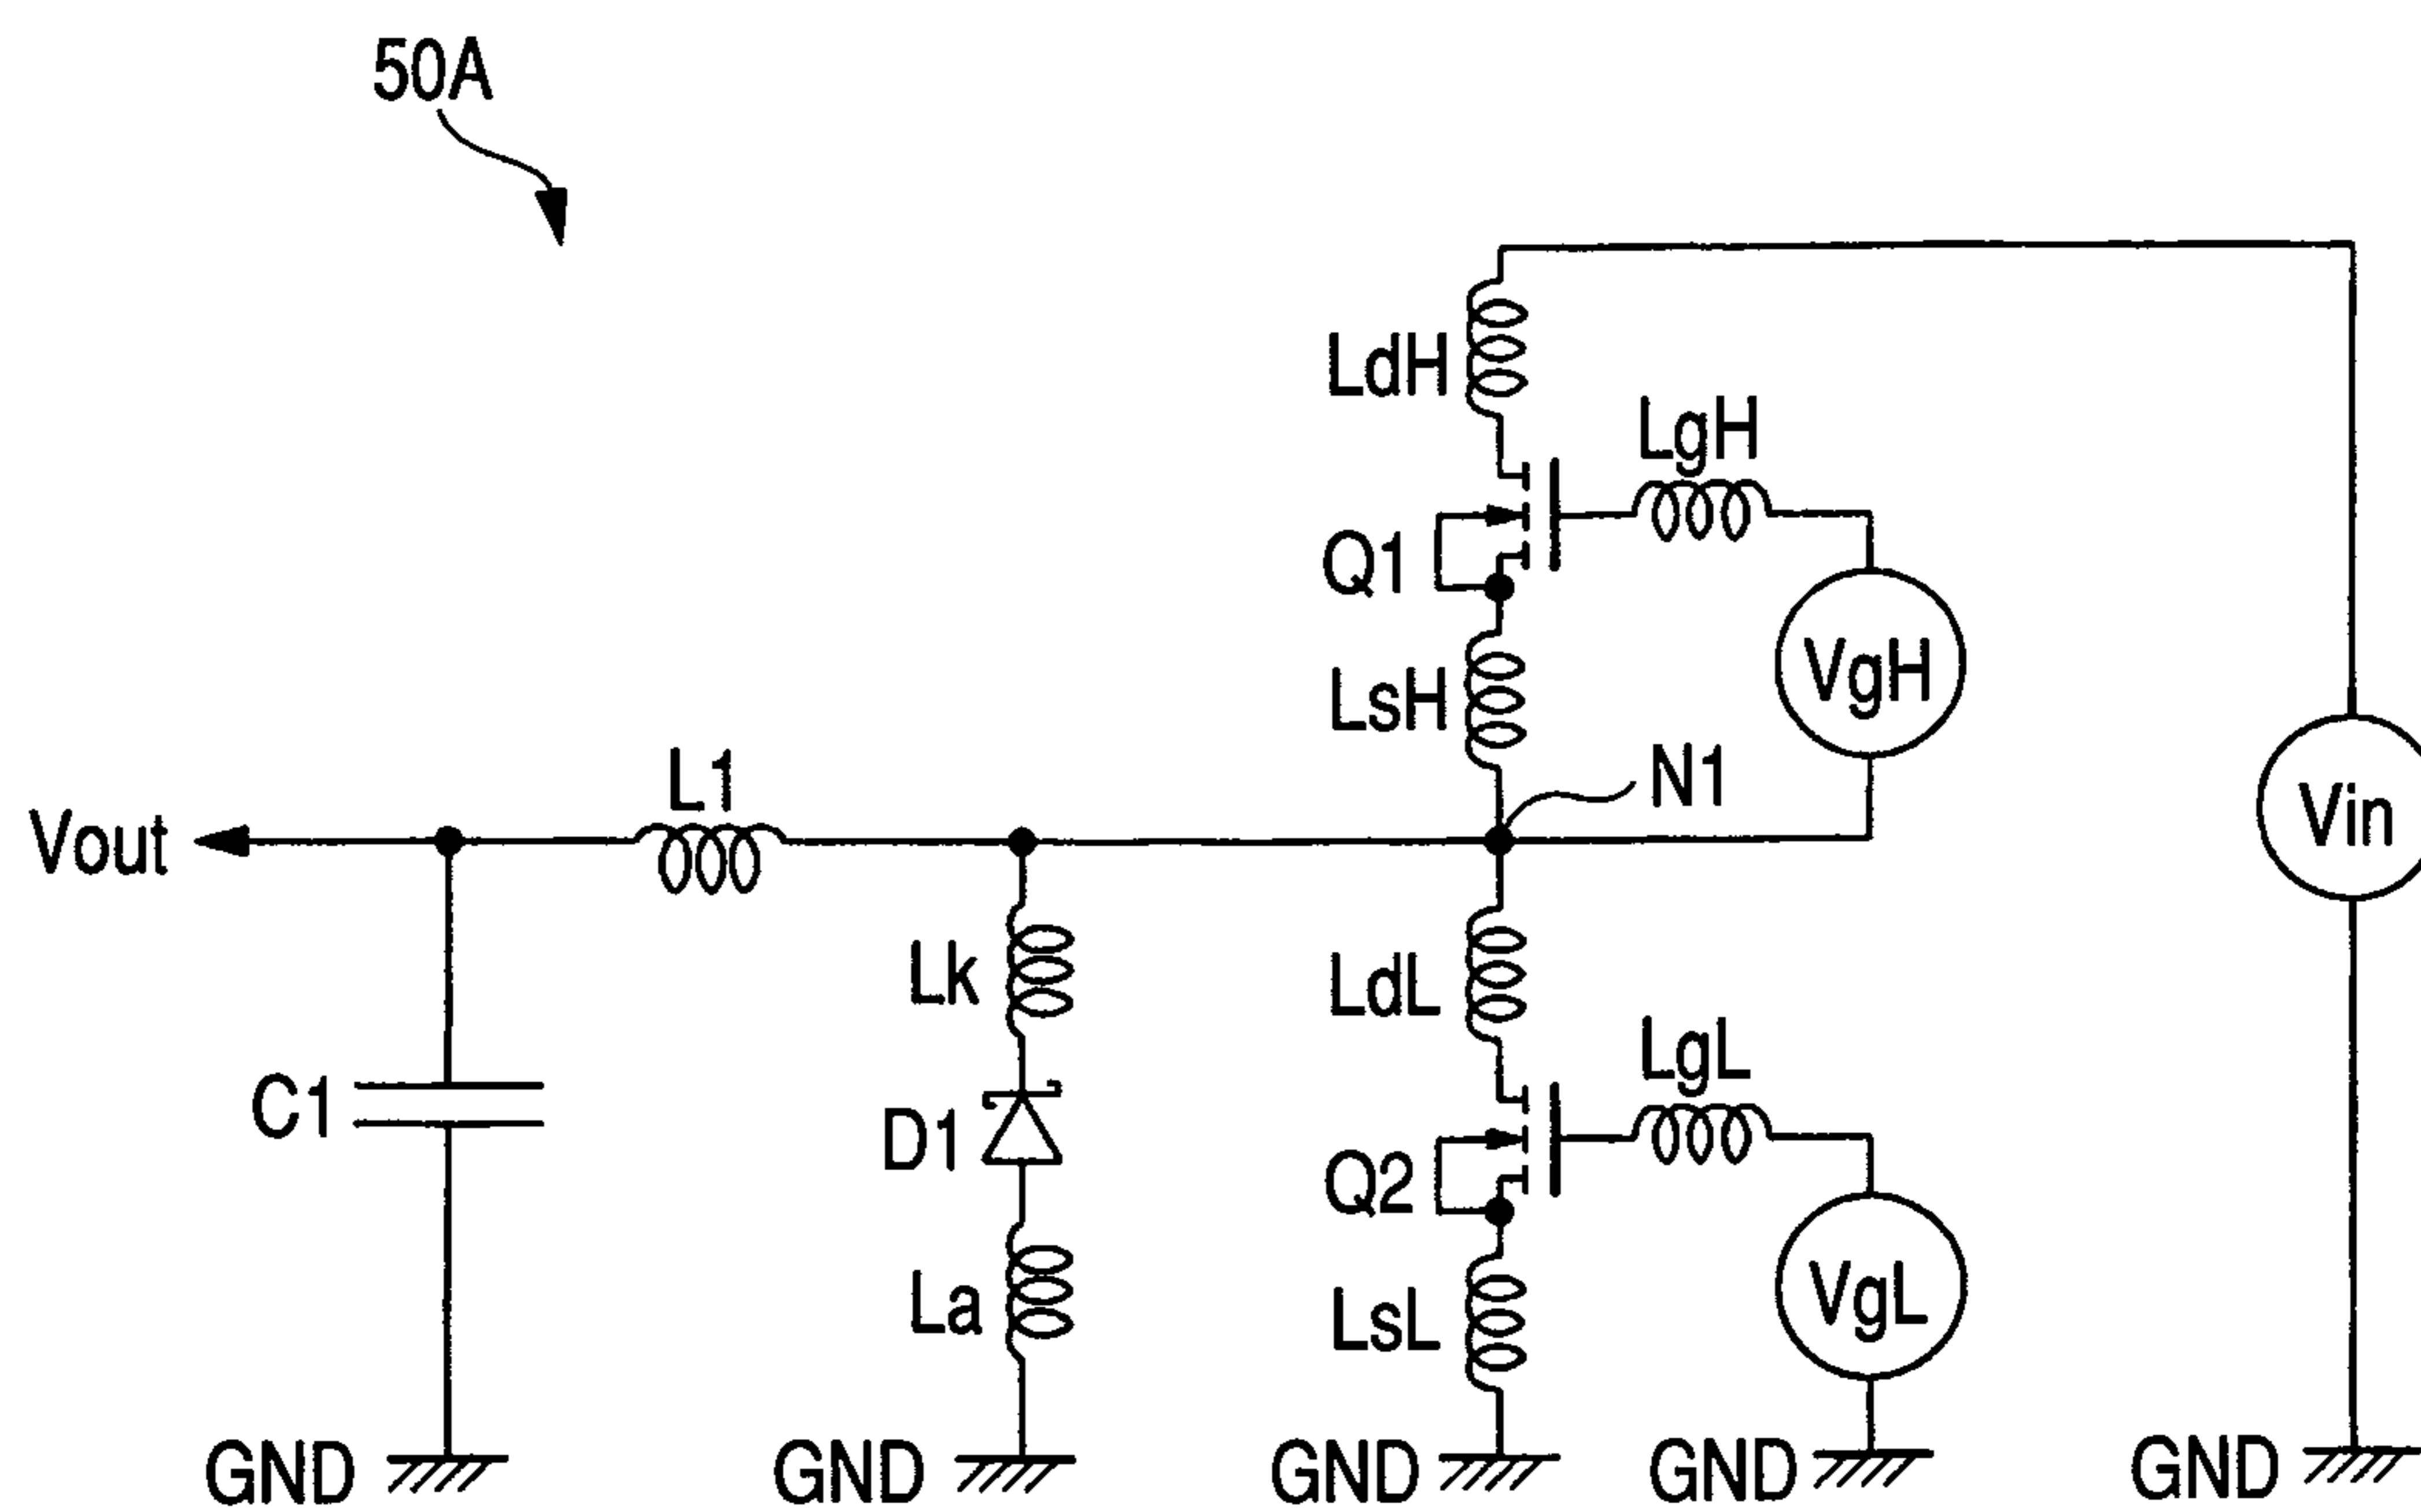 50A
LdH
LgH
Q1
VgH
LsH
N1
L1
Vout
Vin
Lk
LdL
LgL
C1
D1
Q2
VgL
La
LsL
GND
GND
GND
GND
GND